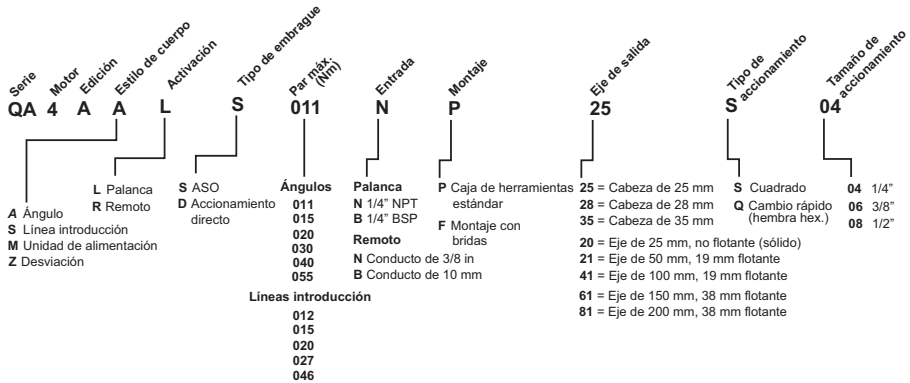 Serie
Motor
Edición
Estilo de cuerpo
Activación
Tipo de embrague
Par máx.
(Nm)
Entrada
Montaje
Eje de salida
Tipo de
accionamiento
Tamaño de
accionamiento
QA 4 A A L S 011 N P 25 S 04
A Ángulo
S Línea introducción
M Unidad de alimentación
Z Desviación
L Palanca
R Remoto
S ASO
D Accionamiento
directo
Ángulos
011
015
020
030
040
055
Líneas introducción
012
015
020
027
046
Palanca
N 1/4” NPT
B 1/4” BSP
Remoto
N Conducto de 3/8 in
B Conducto de 10 mm
P Caja de herramientas
estándar
F Montaje con
bridas
25 = Cabeza de 25 mm
28 = Cabeza de 28 mm
35 = Cabeza de 35 mm
20 = Eje de 25 mm, no flotante (sólido)
21 = Eje de 50 mm, 19 mm flotante
41 = Eje de 100 mm, 19 mm flotante
61 = Eje de 150 mm, 38 mm flotante
81 = Eje de 200 mm, 38 mm flotante
S Cuadrado
Q Cambio rápido
(hembra hex.)
04 1/4”
06 3/8”
08 1/2”